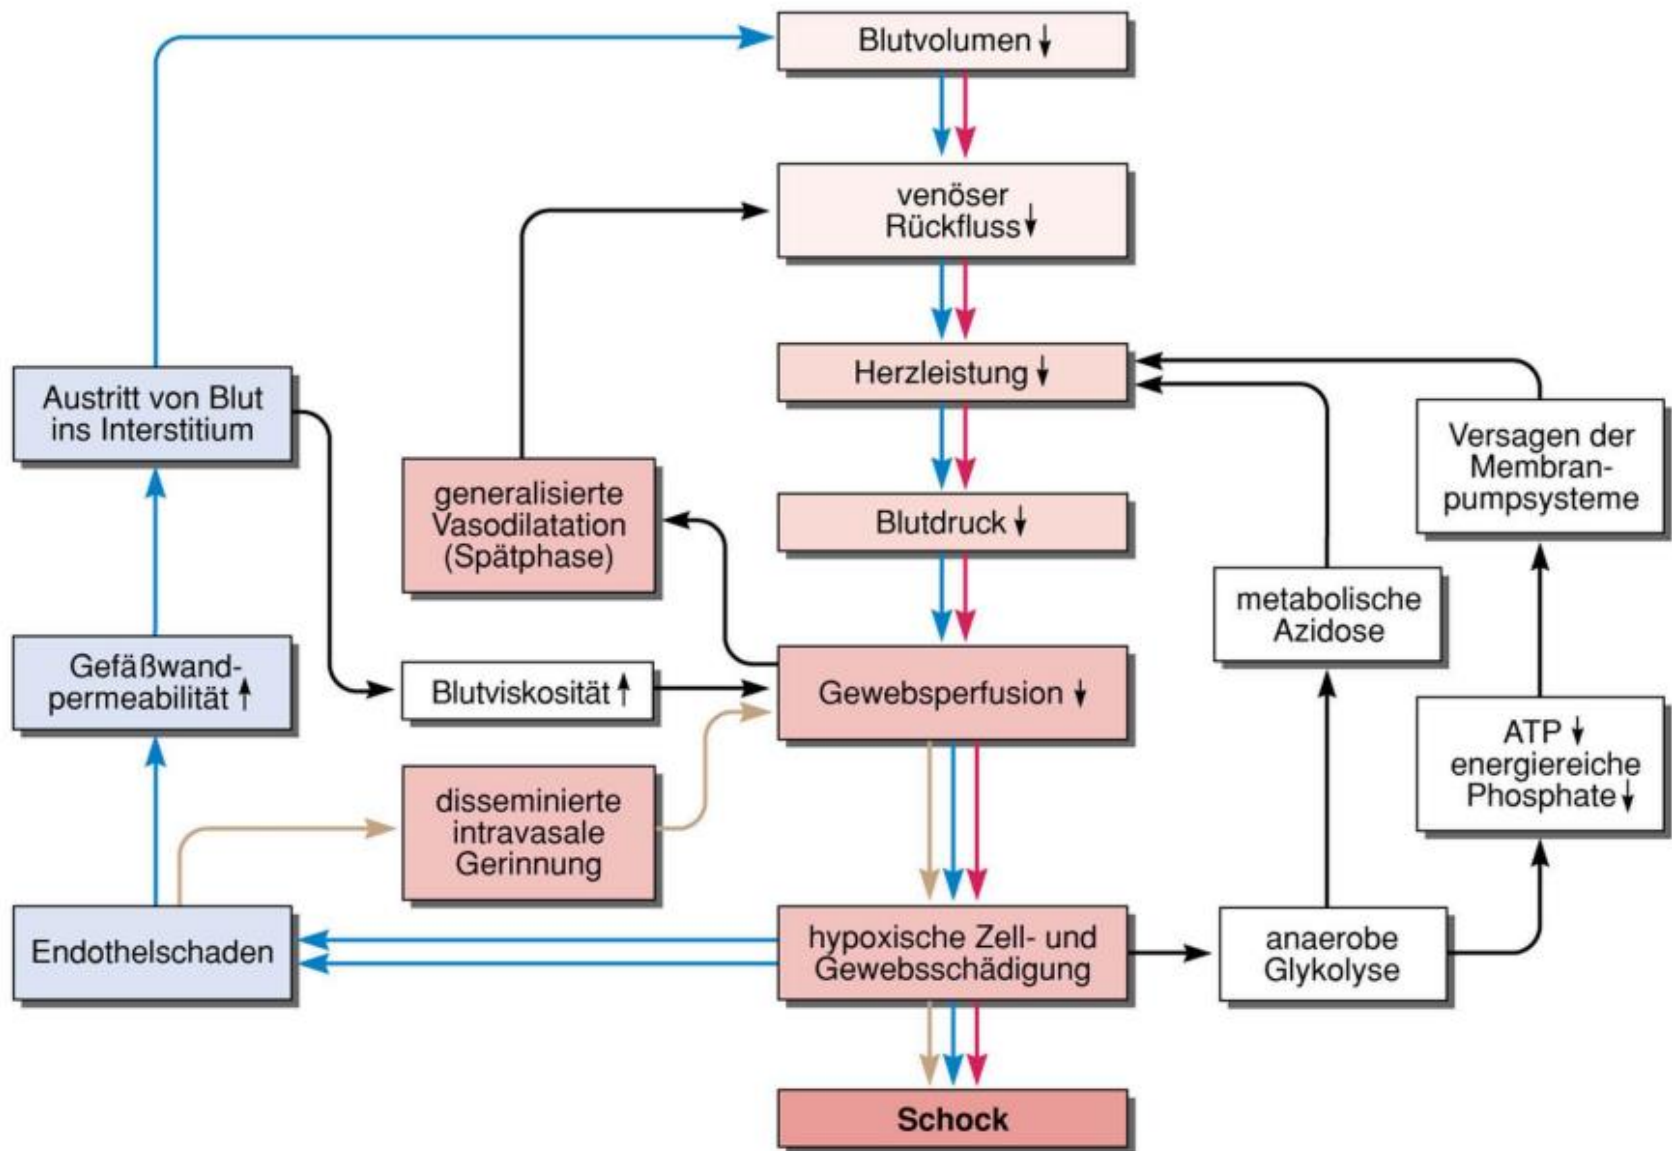 Blutvolumen ↓
venöser
Rückfluss ↓
Herzleistung ↓
Austritt von Blut
ins Interstitium
generalisierte
Vasodilatation
(Spätphase)
Blutdruck ↓
Versagen der
Membran-
pumpsysteme
metabolische
Azidose
Gefäßwand-
permeabilität ↑
Blutviskosität ↑
Gewebsperfusion ↓
ATP ↓
energiereiche
Phosphate ↓
disseminierte
intravasale
Gerinnung
Endothelschaden
hypoxische Zell- und
Gewebsschädigung
anaerobe
Glykolyse
Schock